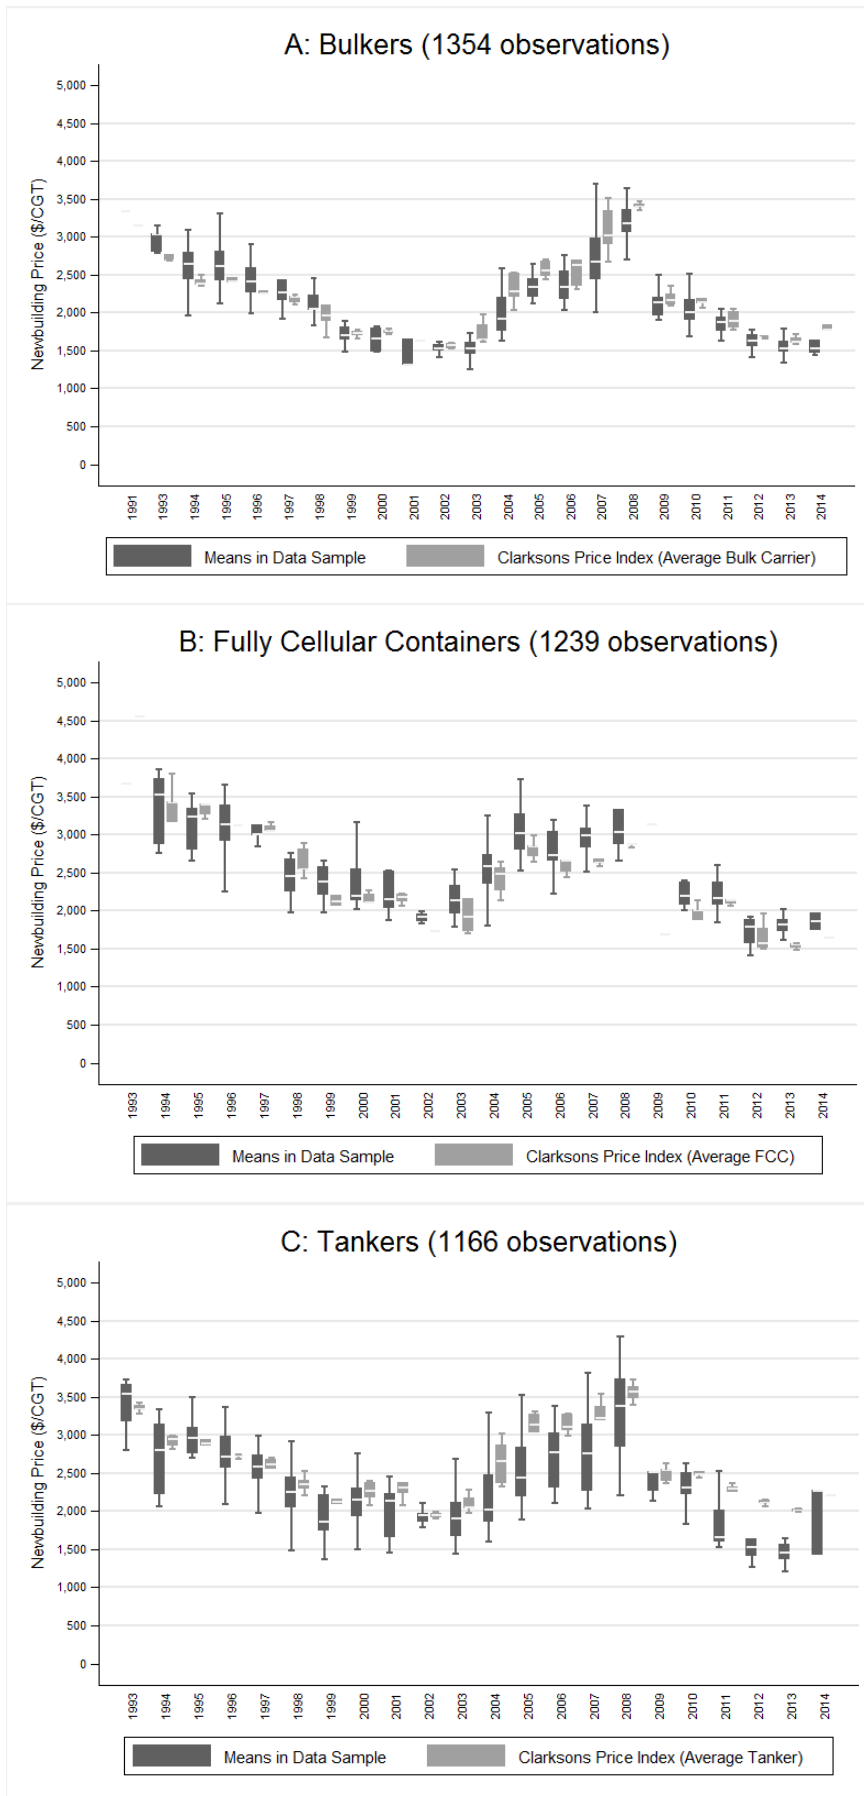 A: Bulkers (1354 observations)
Newbuilding Price ($/CGT)
5,000
4,500
4,000
3,500
3,000
2,500
2,000
1,500
1,000
500
0
1991 1993 1994 1995 1996 1997 1998 1999 2000 2001 2002 2003 2004 2005 2006 2007 2008 2009 2010 2011 2012 2013 2014
Means in Data Sample Clarksons Price Index (Average Bulk Carrier)
B: Fully Cellular Containers (1239 observations)
Newbuilding Price ($/CGT)
5,000
4,500
4,000
3,500
3,000
2,500
2,000
1,500
1,000
500
0
1993 1994 1995 1996 1997 1998 1999 2000 2001 2002 2003 2004 2005 2006 2007 2008 2009 2010 2011 2012 2013 2014
Means in Data Sample Clarksons Price Index (Average FCC)
C: Tankers (1166 observations)
Newbuilding Price ($/CGT)
5,000
4,500
4,000
3,500
3,000
2,500
2,000
1,500
1,000
500
0
1993 1994 1995 1996 1997 1998 1999 2000 2001 2002 2003 2004 2005 2006 2007 2008 2009 2010 2011 2012 2013 2014
Means in Data Sample Clarksons Price Index (Average Tanker)